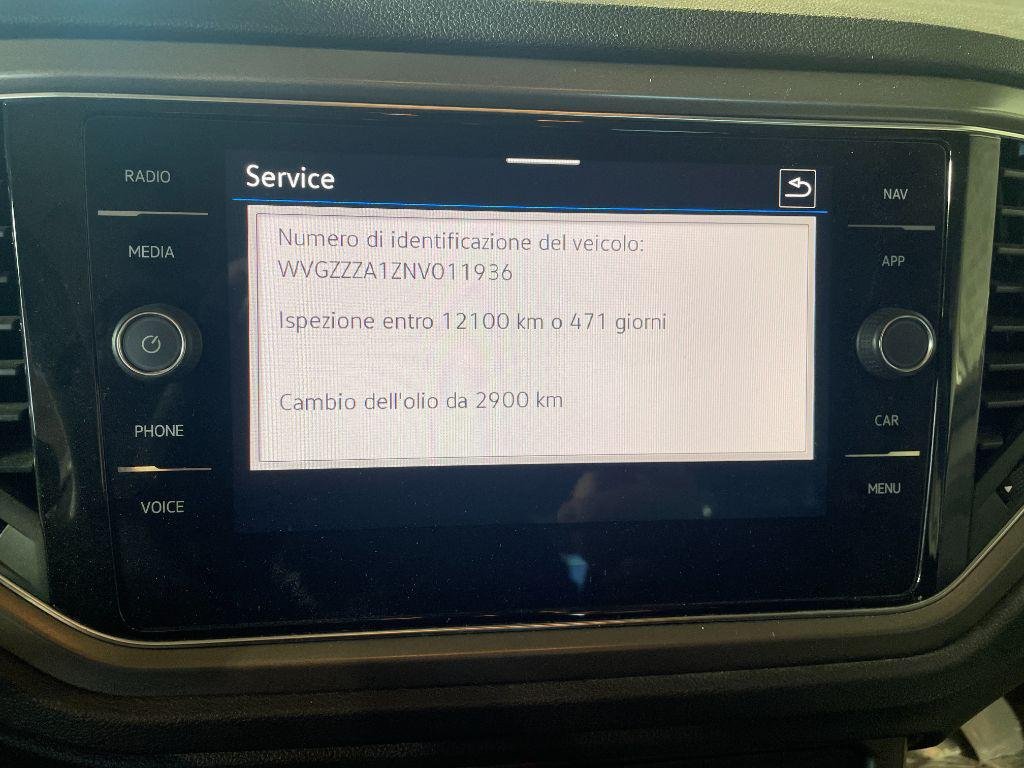 Service
Numero di identificazione del veicolo:
WVGZZZA1ZNV011936
Ispezione entro 12100 km o 471 giorni
Cambio dell'olio da 2900 km
RADIO
MEDIA
PHONE
VOICE
NAV
APP
CAR
MENU